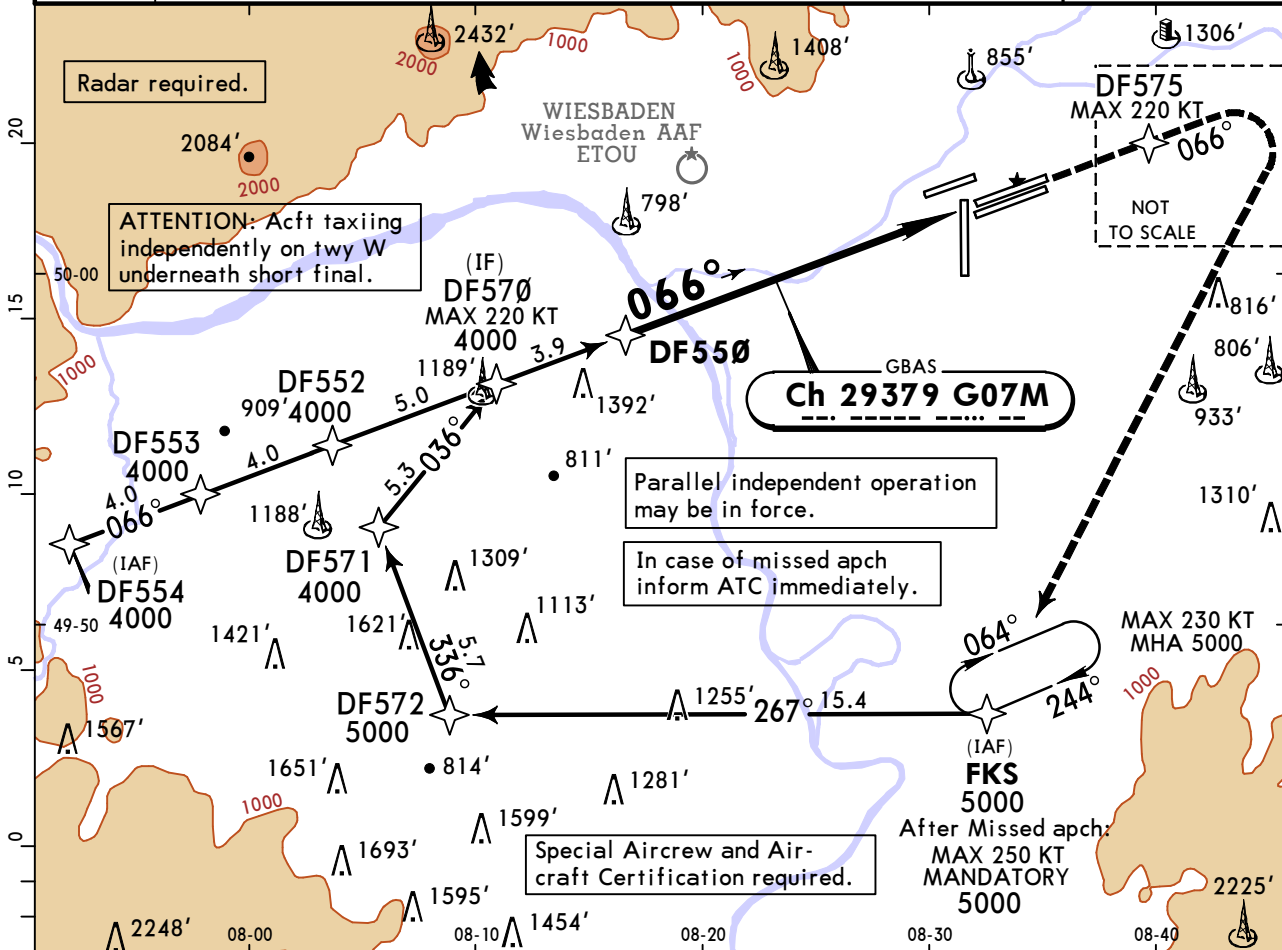 2432′
1000
2000
1408′
1000
855′
1306′
Radar required.
WIESBADEN
Wiesbaden AAF
ETOU
DF575
MAX 220 KT
066°
NOT
TO SCALE
20
2084′
2000
798′
ATTENTION: Acft taxiing
independently on twy W
underneath short final.
50-00
(IF)
DF57Ø
MAX 220 KT
4000
066°
DF55Ø
15
816′
806′
933′
1000
1189′
3.9
1392′
GBAS
Ch 29379 G07M
DF552
4000
5.0
909′
DF553
4000
4.0
036°
5.3
811′
Parallel independent operation
may be in force.
1310′
10
4.0
066°
1188′
(IAF)
DF554
4000
DF571
4000
1309′
In case of missed apch
inform ATC immediately.
1113′
49-50
1421′
1621′
5.7
336°
064°
244°
MAX 230 KT
MHA 5000
5
1000
1000
DF572
5000
1255′
267°
15.4
1567′
(IAF)
FKS
5000
After Missed apch:
MAX 250 KT
MANDATORY
5000
1651′
814′
1281′
1000
1599′
0
1693′
Special Aircrew and Air-
craft Certification required.
1595′
1454′
2225′
2248′
08-00
08-10
08-20
08-30
08-40